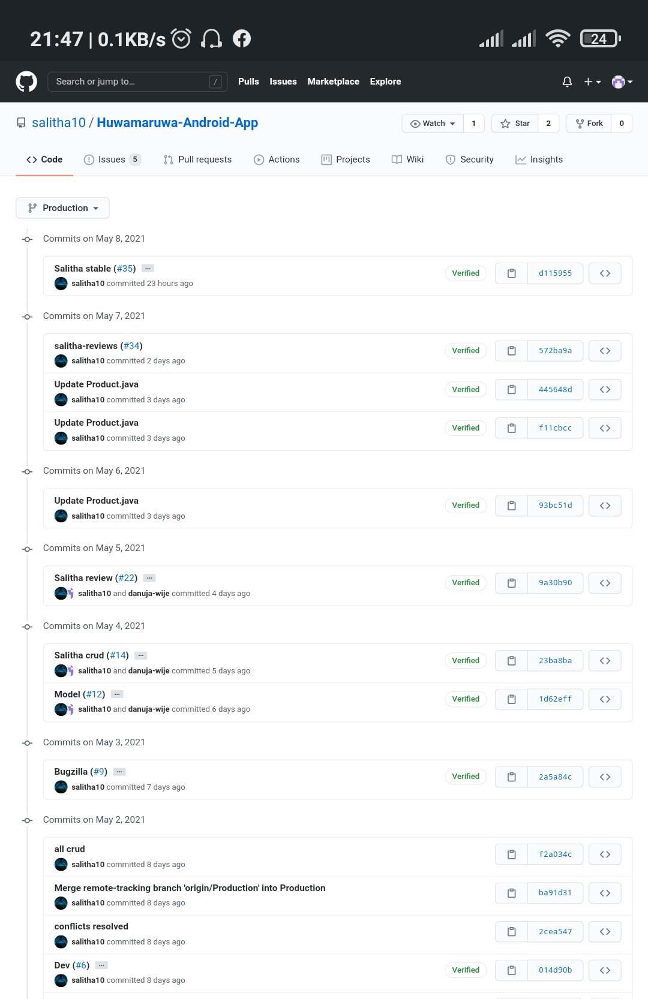 21:47 | 0.1KB/s 24
Search or jump to... / Pulls Issues Marketplace Explore
salitha10 / Huwamaruwa-Android-App Watch 1 Star 2 Fork 0
Code Issues 5 Pull requests Actions Projects Wiki Security Insights
Production
Commits on May 8, 2021
Salitha stable (#35) ... Verified d115955
salitha10 committed 23 hours ago
Commits on May 7, 2021
salitha-reviews (#34) Verified 572ba9a
salitha10 committed 2 days ago
Update Product.java Verified 445648d
salitha10 committed 3 days ago
Update Product.java Verified f11cbcc
salitha10 committed 3 days ago
Commits on May 6, 2021
Update Product.java Verified 93bc51d
salitha10 committed 3 days ago
Commits on May 5, 2021
Salitha review (#22) ... Verified 9a30b90
salitha10 and danuja-wije committed 4 days ago
Commits on May 4, 2021
Salitha crud (#14) ... Verified 23ba8ba
salitha10 and danuja-wije committed 5 days ago
Model (#12) ... Verified 1d62eff
salitha10 and danuja-wije committed 6 days ago
Commits on May 3, 2021
Bugzilla (#9) ... Verified 2a5a84c
salitha10 committed 7 days ago
Commits on May 2, 2021
all crud f2a034c
salitha10 committed 8 days ago
Merge remote-tracking branch 'origin/Production' into Production ba91d31
salitha10 committed 8 days ago
conflicts resolved 2cea547
salitha10 committed 8 days ago
Dev (#6) ... Verified 014d90b
salitha10 committed 8 days ago